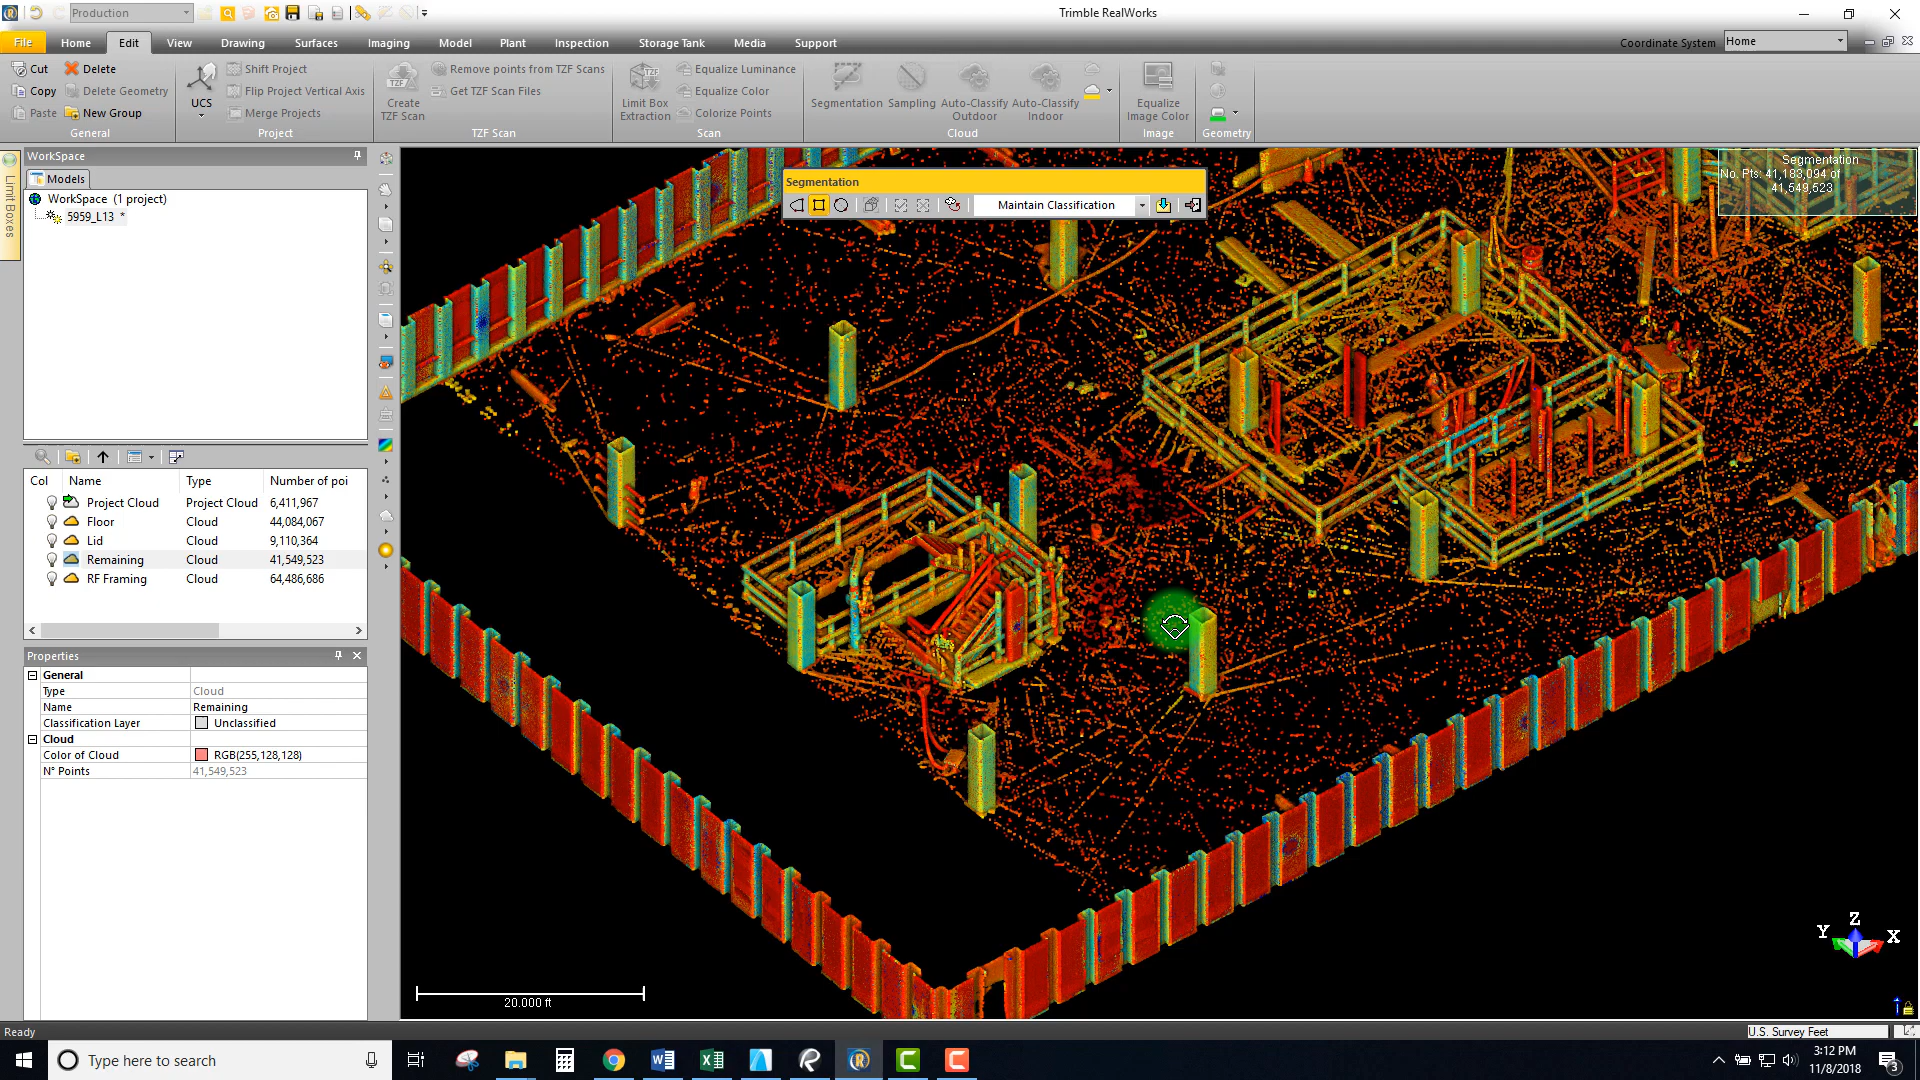 Production
Trimble RealWorks
File Home Edit View Drawing Surfaces Imaging Model Plant Inspection Storage Tank Media Support
Coordinate System Home
Cut Delete
Copy Delete Geometry
Paste New Group
General
UCS
Shift Project
Flip Project Vertical Axis
Merge Projects
Project
Create TZF Scan
Remove points from TZF Scans
Get TZF Scan Files
TZF Scan
Limit Box Extraction
Equalize Luminance
Equalize Color
Colorize Points
Scan
Segmentation Sampling Auto-Classify Outdoor Auto-Classify Indoor
Cloud
Equalize Image Color
Image
Geometry
Limit Boxes
WorkSpace
Models
WorkSpace (1 project)
5959_L13 *
Col Name Type Number of poi
Project Cloud Project Cloud 6,411,967
Floor Cloud 44,084,067
Lid Cloud 9,110,364
Remaining Cloud 41,549,523
RF Framing Cloud 64,486,686
Properties
General
Type Cloud
Name Remaining
Classification Layer Unclassified
Cloud
Color of Cloud RGB(255,128,128)
N° Points 41,549,523
Segmentation
Maintain Classification
Segmentation
No. Pts: 41,183,094 of
41,549,523
20.000 ft
Z
Y
X
Ready
U.S. Survey Feet
Type here to search
3:12 PM
11/8/2018
3